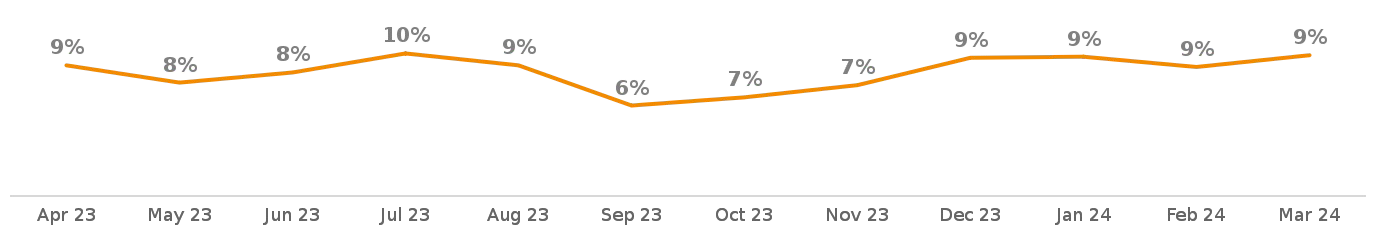 9% 8% 8% 10% 9% 6% 7% 7% 9% 9% 9% 9%
Apr 23 May 23 Jun 23 Jul 23 Aug 23 Sep 23 Oct 23 Nov 23 Dec 23 Jan 24 Feb 24 Mar 24